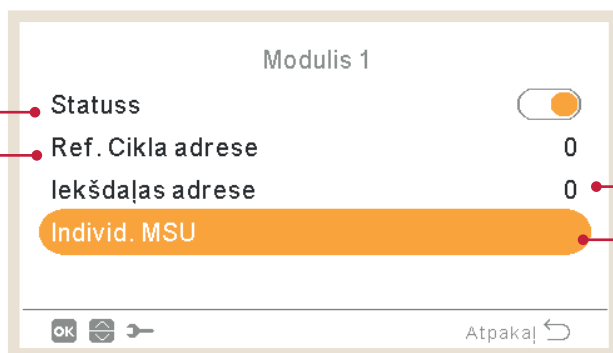 Modulis 1
Statuss
Ref. Cikla adrese 0
Iekšdaļas adrese 0
Individ. MSU
OK Atpakaļ